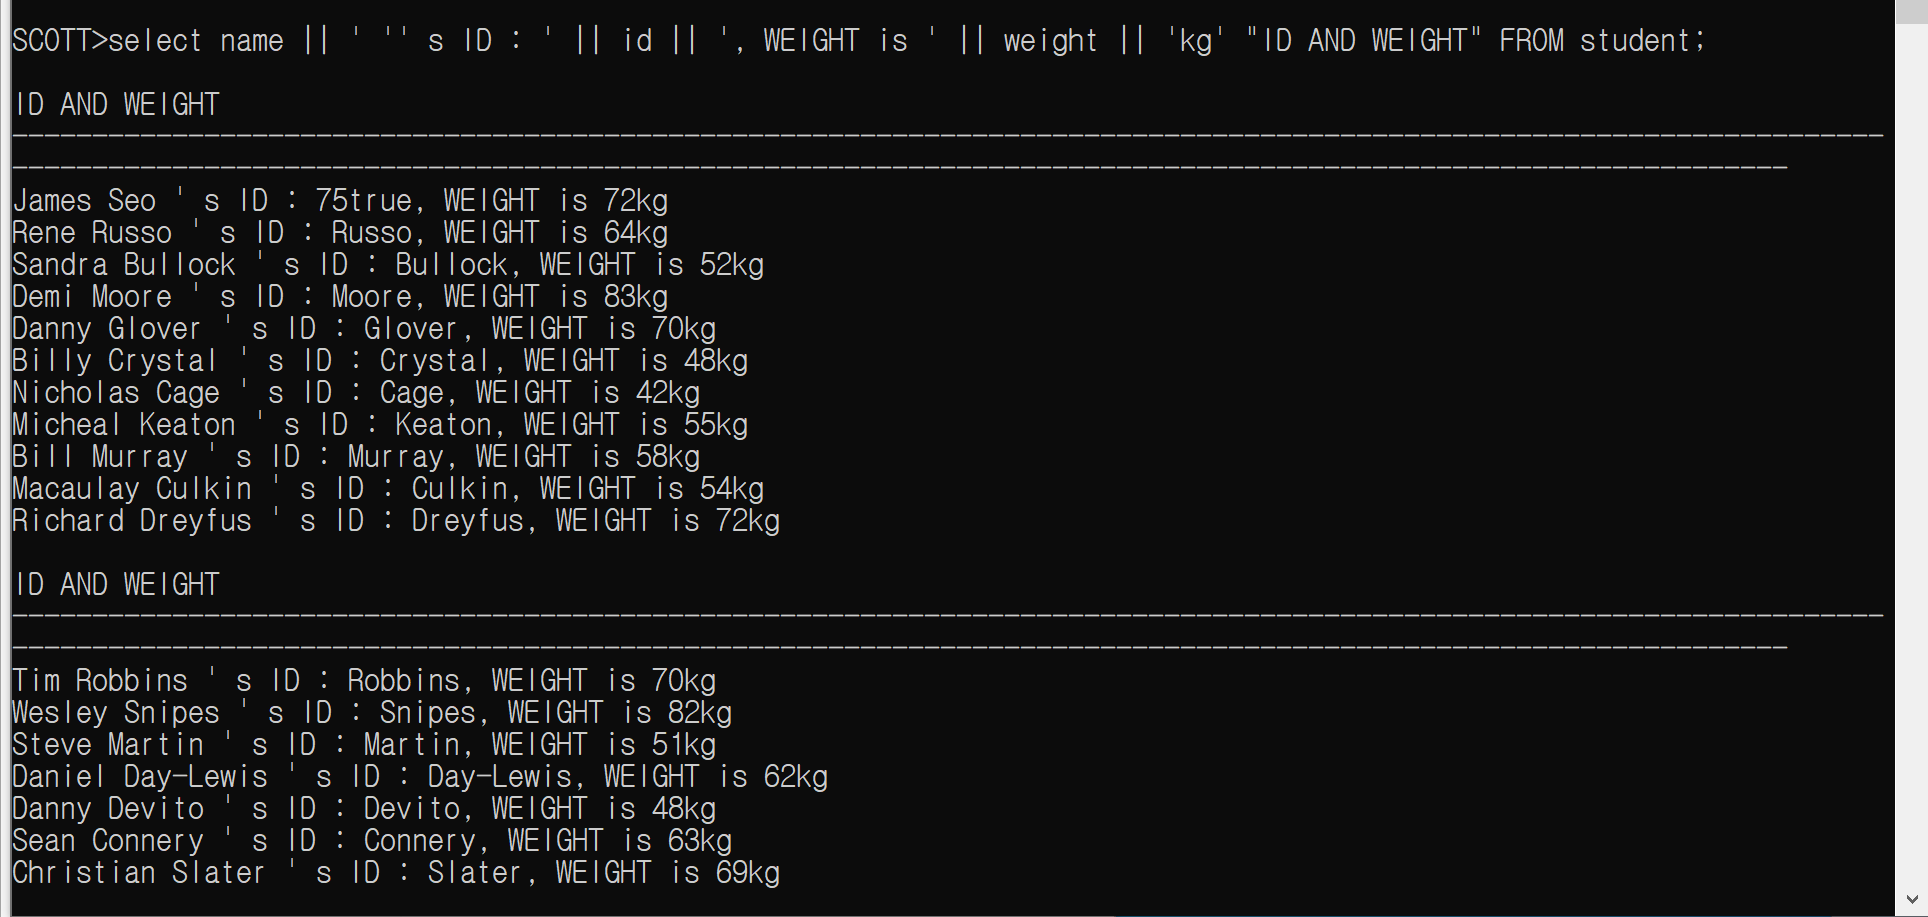 SCOTT>select name || ' '' s ID : ' || id || ', WEIGHT is ' || weight || 'kg' "ID AND WEIGHT" FROM student;
ID AND WEIGHT
---------------------------------------------------------------------------------------------------------------------
---------------------------------------------------------------------------------------------------------------
James Seo ' s ID : 75true, WEIGHT is 72kg
Rene Russo ' s ID : Russo, WEIGHT is 64kg
Sandra Bullock ' s ID : Bullock, WEIGHT is 52kg
Demi Moore ' s ID : Moore, WEIGHT is 83kg
Danny Glover ' s ID : Glover, WEIGHT is 70kg
Billy Crystal ' s ID : Crystal, WEIGHT is 48kg
Nicholas Cage ' s ID : Cage, WEIGHT is 42kg
Micheal Keaton ' s ID : Keaton, WEIGHT is 55kg
Bill Murray ' s ID : Murray, WEIGHT is 58kg
Macaulay Culkin ' s ID : Culkin, WEIGHT is 54kg
Richard Dreyfus ' s ID : Dreyfus, WEIGHT is 72kg
ID AND WEIGHT
---------------------------------------------------------------------------------------------------------------------
---------------------------------------------------------------------------------------------------------------
Tim Robbins ' s ID : Robbins, WEIGHT is 70kg
Wesley Snipes ' s ID : Snipes, WEIGHT is 82kg
Steve Martin ' s ID : Martin, WEIGHT is 51kg
Daniel Day-Lewis ' s ID : Day-Lewis, WEIGHT is 62kg
Danny Devito ' s ID : Devito, WEIGHT is 48kg
Sean Connery ' s ID : Connery, WEIGHT is 63kg
Christian Slater ' s ID : Slater, WEIGHT is 69kg